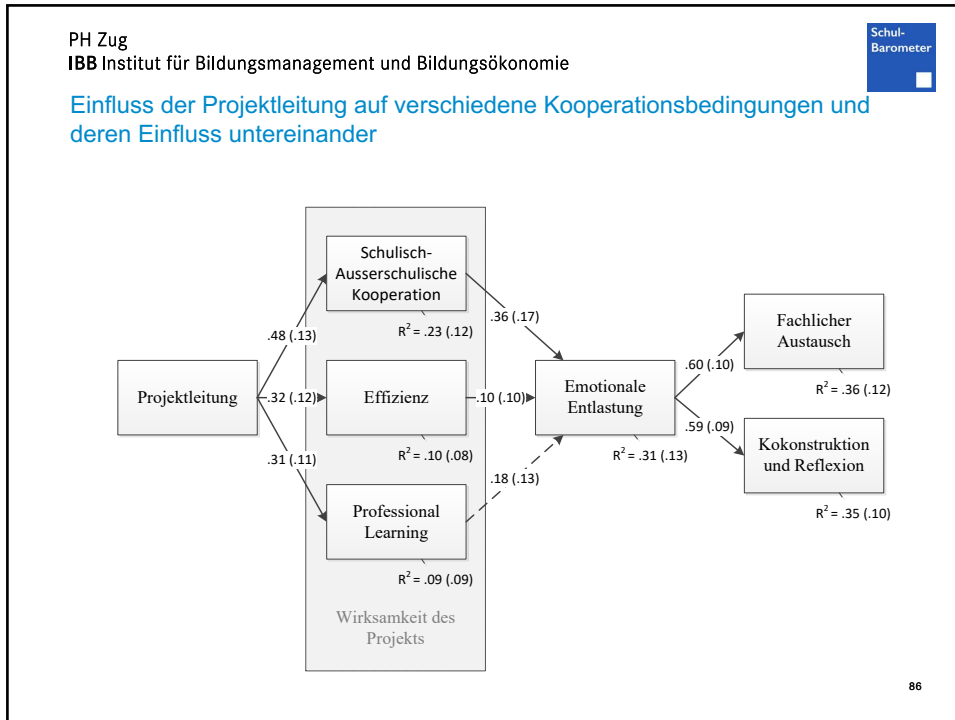 PH Zug
IBB Institut für Bildungsmanagement und Bildungsökonomie
Schul-
Barometer
Einfluss der Projektleitung auf verschiedene Kooperationsbedingungen und
deren Einfluss untereinander
Projektleitung
.48 (.13)
.32 (.12)
.31 (.11)
Schulisch-
Ausserschulische
Kooperation
R² = .23 (.12)
Effizienz
R² = .10 (.08)
Professional
Learning
R² = .09 (.09)
Wirksamkeit des
Projekts
.36 (.17)
.10 (.10)
.18 (.13)
Emotionale
Entlastung
R² = .31 (.13)
.60 (.10)
.59 (.09)
Fachlicher
Austausch
R² = .36 (.12)
Kokonstruktion
und Reflexion
R² = .35 (.10)
86